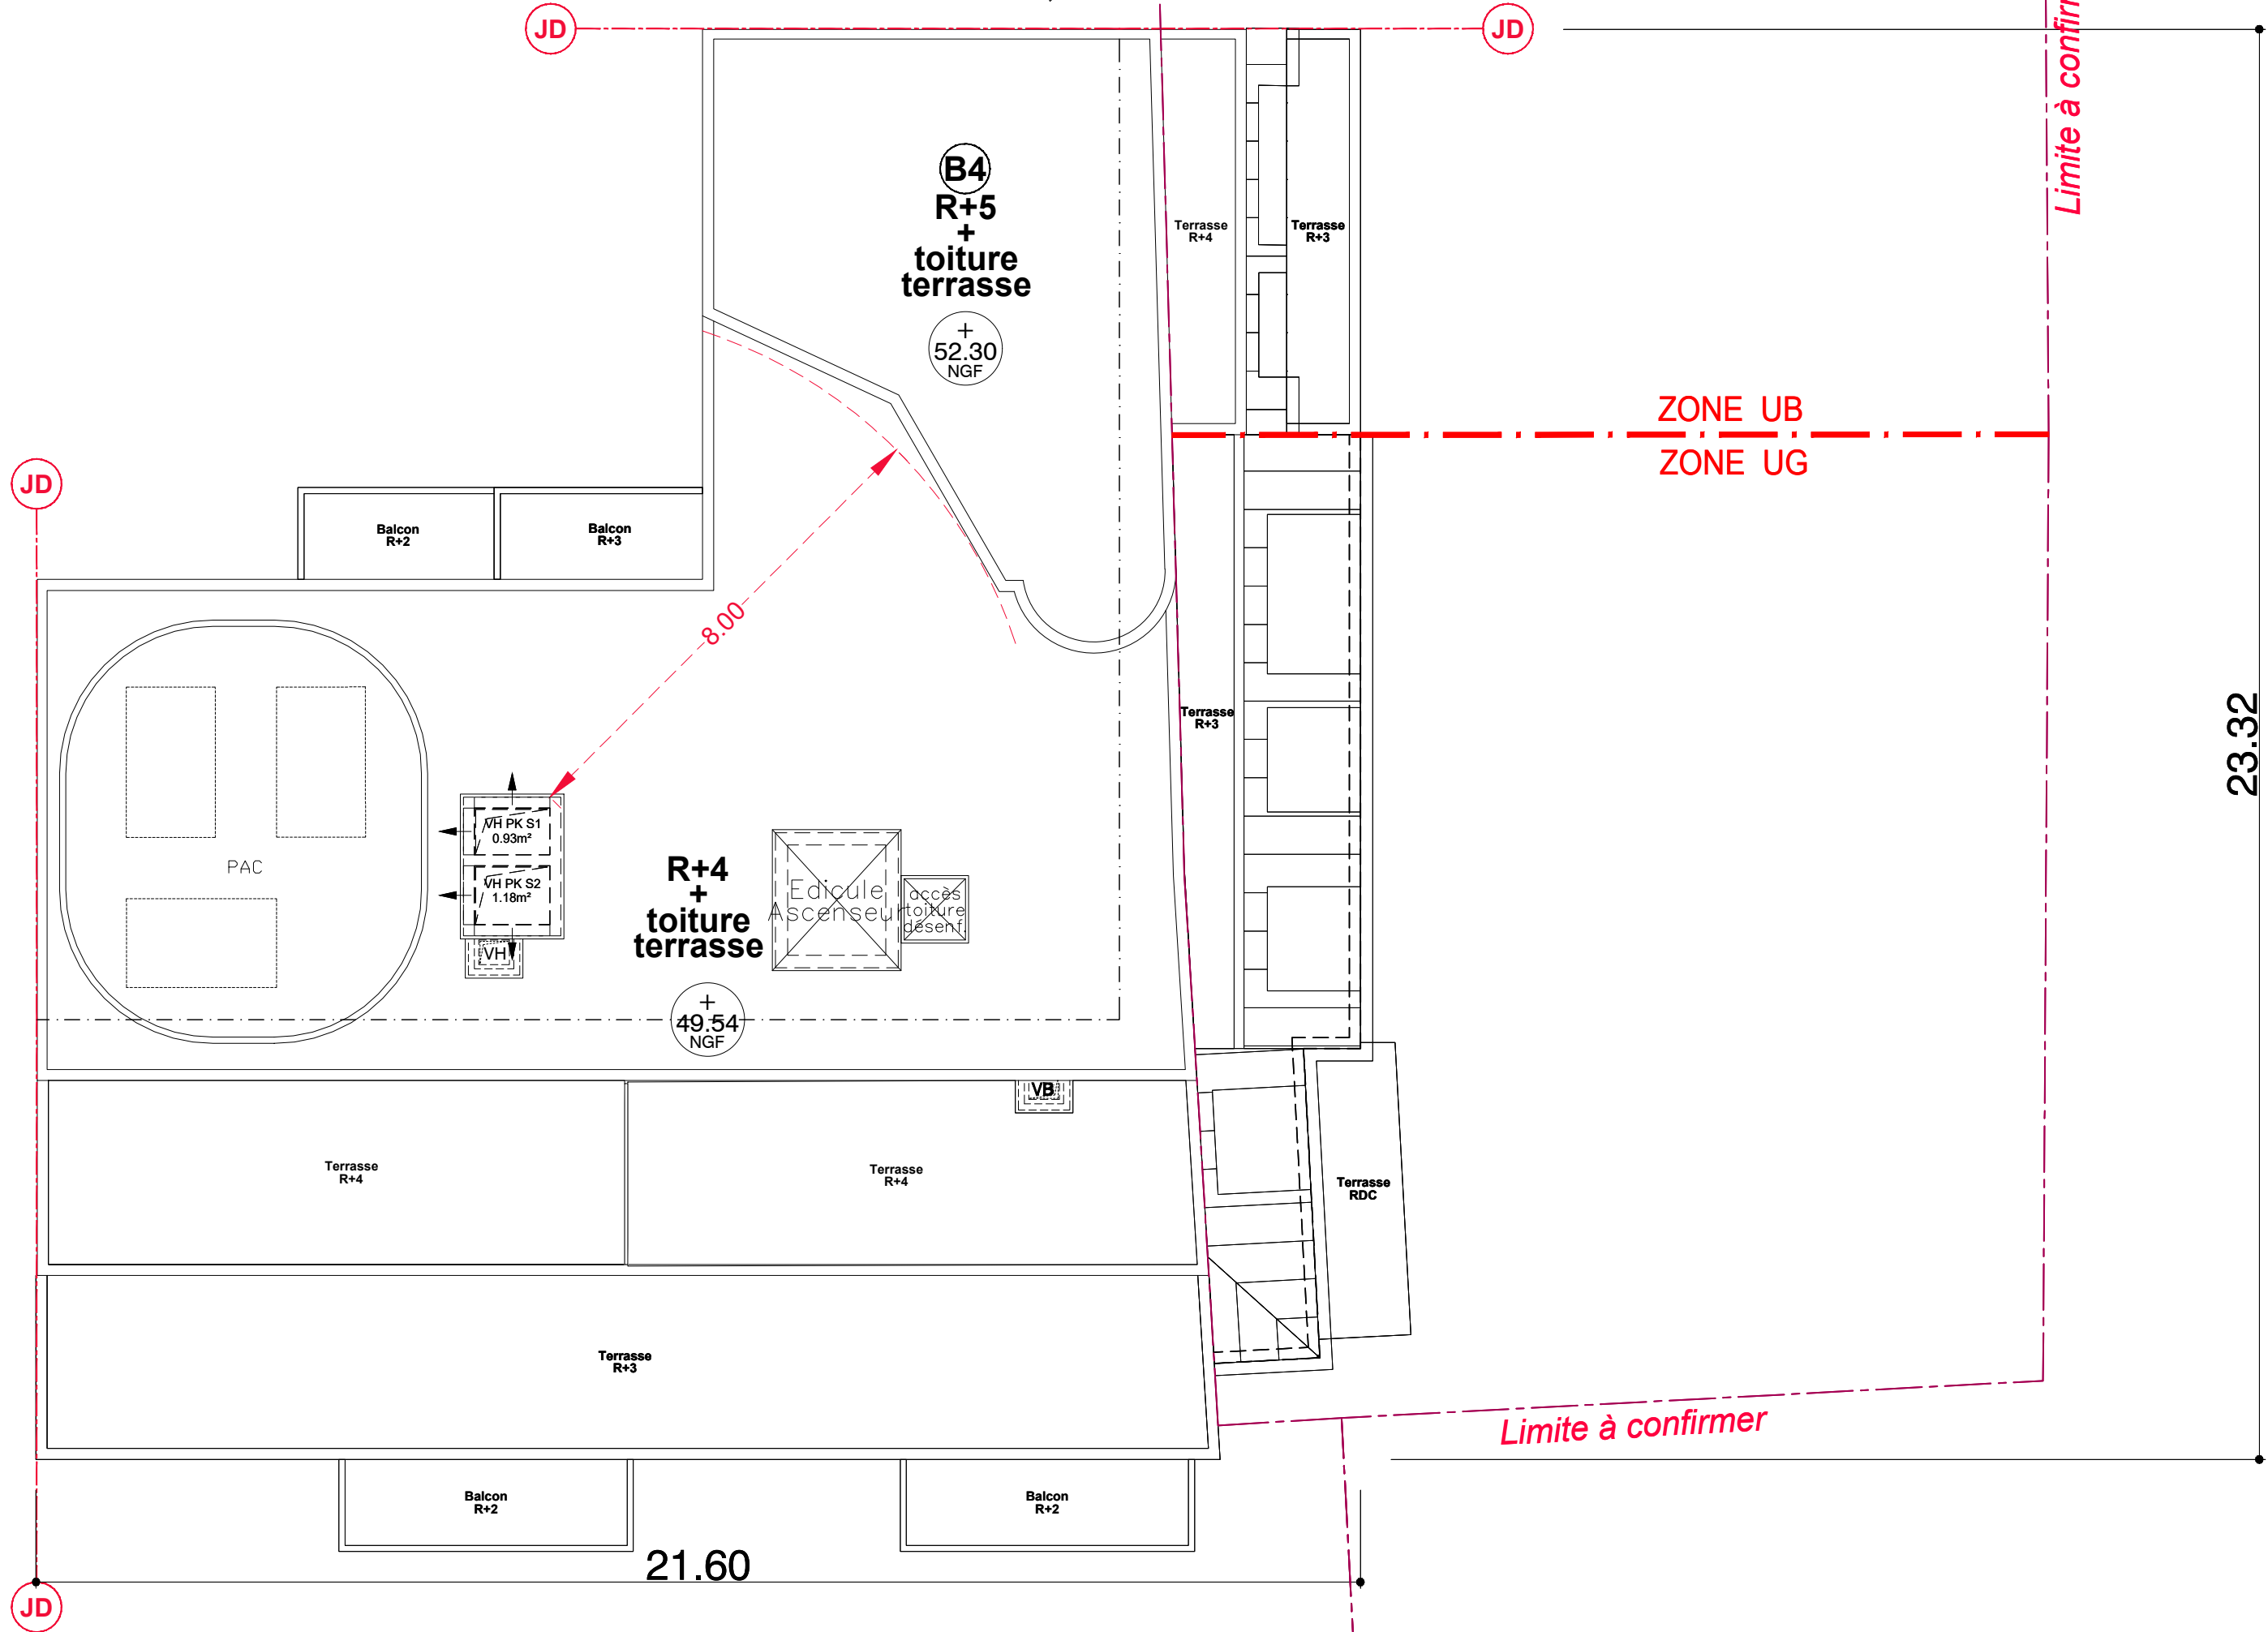 JD
JD
Limite à confir
B4
R+5
+
toiture
terrasse
+
52.30
NGF
Terrasse
R+4
Terrasse
R+3
ZONE UB
ZONE UG
JD
Balcon
R+2
Balcon
R+3
8.00
Terrasse
R+3
23.32
PAC
VH PK S1
0.93m²
VH PK S2
1.18m²
VH
R+4
+
toiture
terrasse
Edicule
Ascenseur
accès
toiture
désenf.
+
49.54
NGF
VB
Terrasse
R+4
Terrasse
R+4
Terrasse
RDC
Terrasse
R+3
Limite à confirmer
Balcon
R+2
Balcon
R+2
21.60
JD